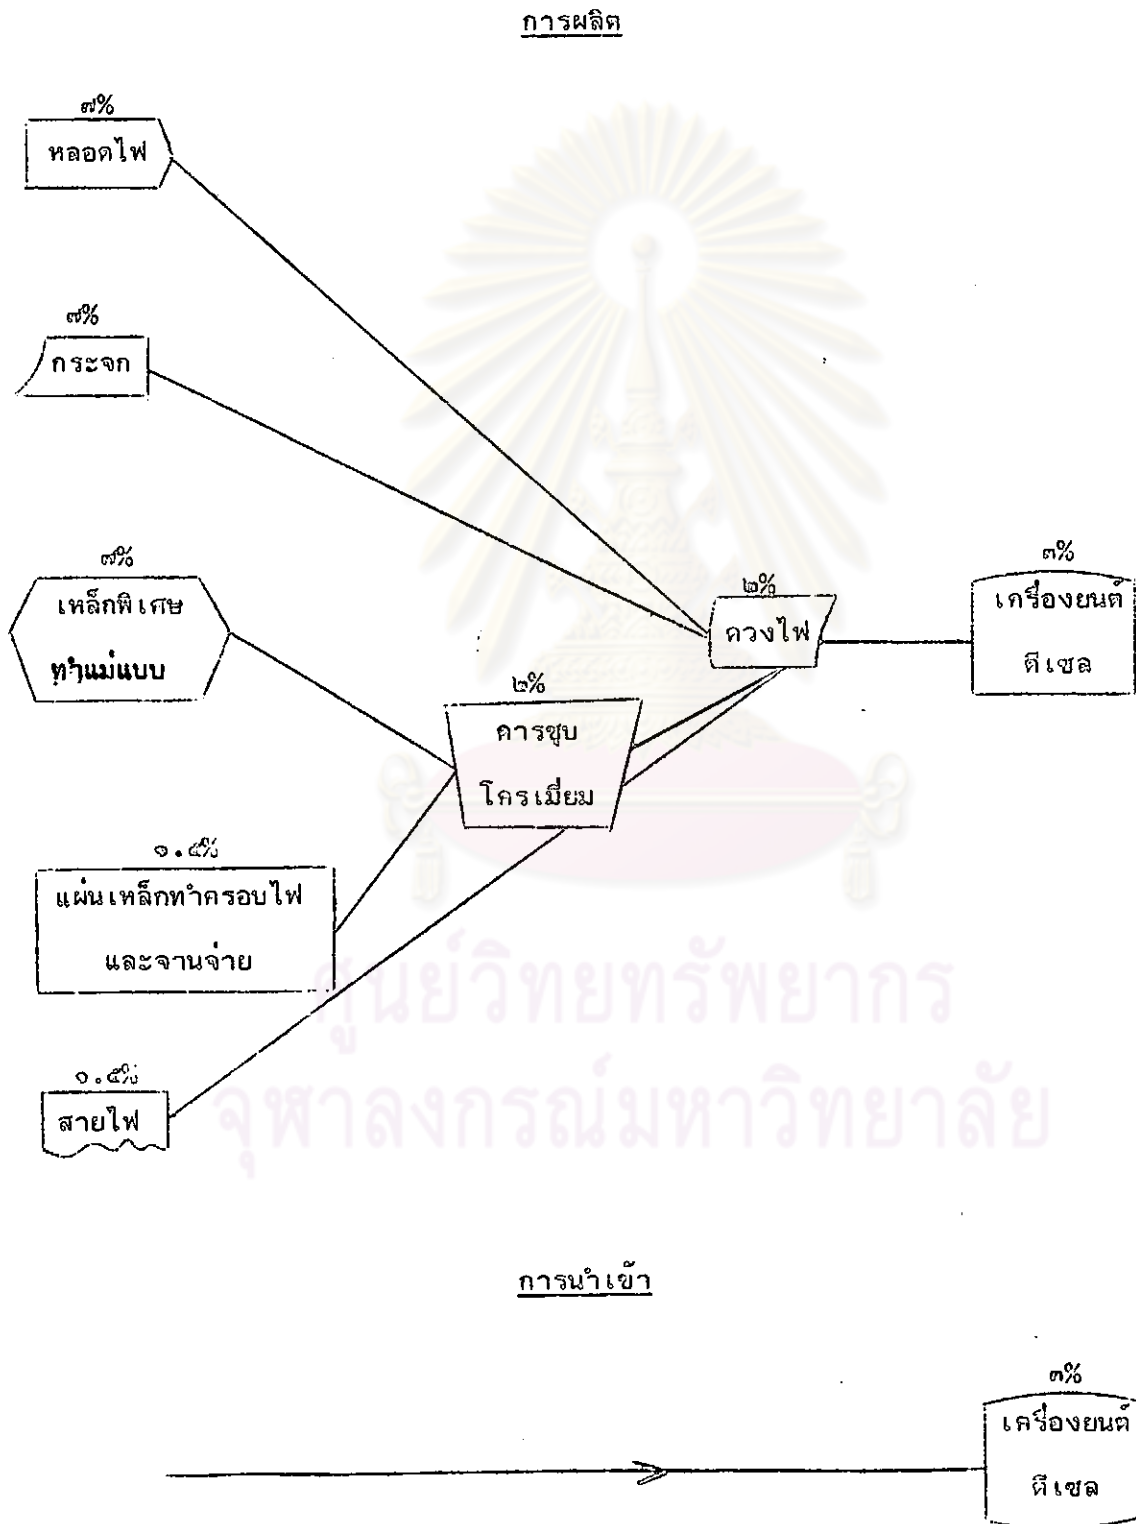 การผลิต
๗%
หลอดไฟ
๗%
กระจก
๗%
เหล็กพิเศษ
ทำแม่แบบ
๒%
ดวงไฟ
๓%
เครื่องยนต์
ดีเซล
๒%
การชุบ
โครเมี่ยม
๑.๕%
แผ่นเหล็กทำครอบไฟ
และจานจ่าย
๑.๕%
สายไฟ
ศูนย์วิทยทรัพยากร
จุฬาลงกรณ์มหาวิทยาลัย
การนำเข้า
๓%
เครื่องยนต์
ดีเซล